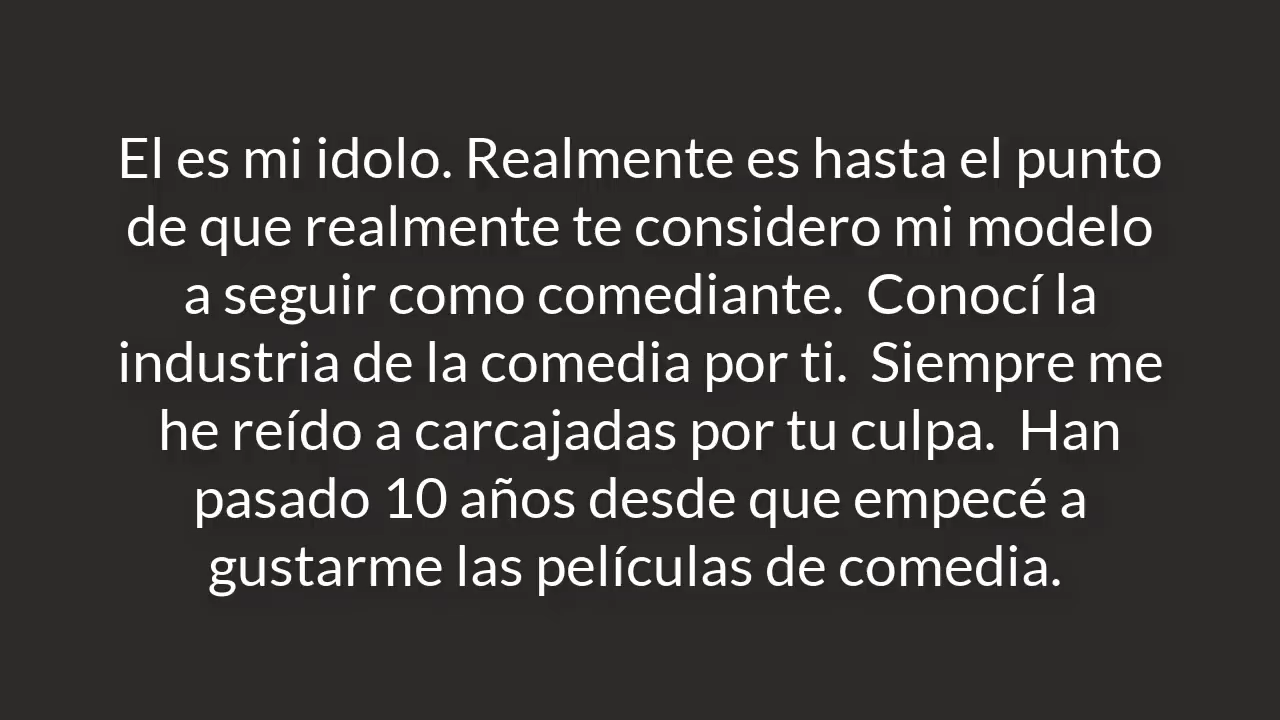 El es mi idolo. Realmente es hasta el punto
de que realmente te considero mi modelo
a seguir como comediante.  Conocí la
industria de la comedia por ti.  Siempre me
he reído a carcajadas por tu culpa.  Han
pasado 10 años desde que empecé a
gustarme las películas de comedia.